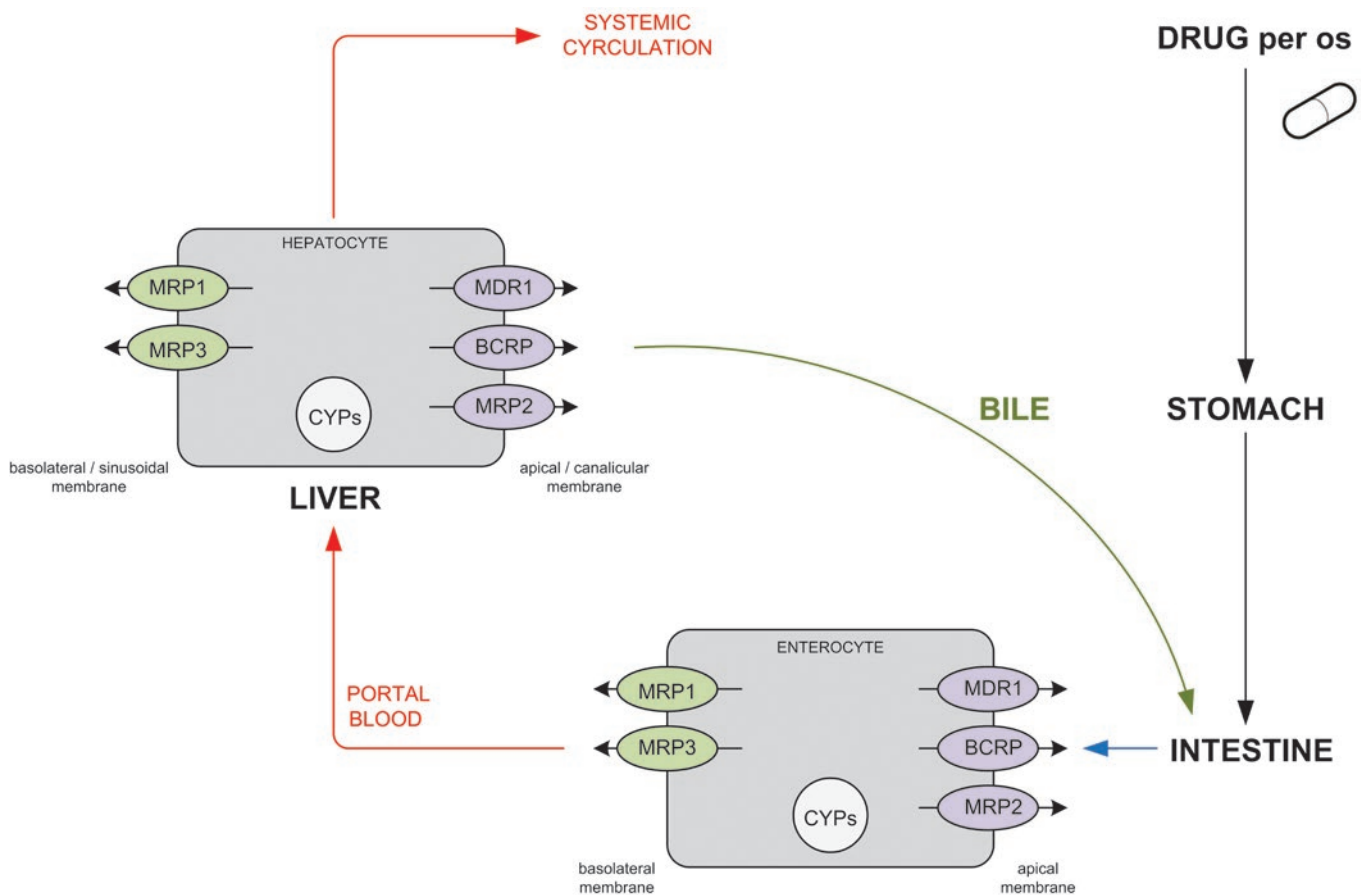 SYSTEMIC
CYRCULATION
DRUG per os
HEPATOCYTE
MRP1
MDR1
MRP3
BCRP
CYPs
MRP2
BILE
STOMACH
basolateral / sinusoidal
membrane
apical / canalicular
membrane
LIVER
ENTEROCYTE
MRP1
MDR1
PORTAL
BLOOD
MRP3
BCRP
INTESTINE
CYPs
MRP2
basolateral
membrane
apical
membrane